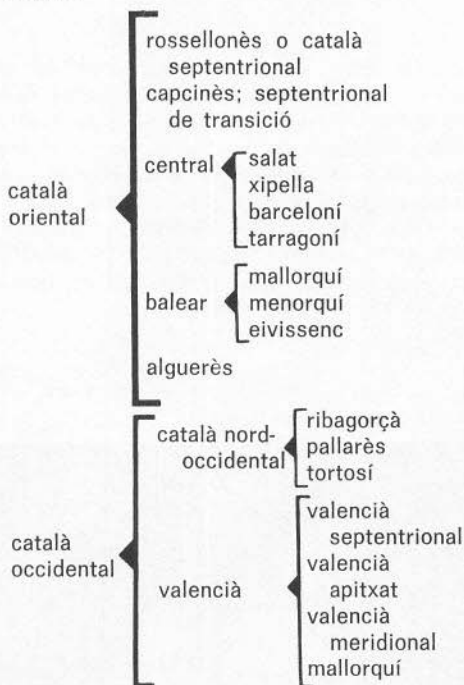 català
oriental
rossellonès o català
septentrional
capcinès; septentrional
de transició
central
salat
xipella
barceloní
tarragoní
balear
mallorquí
menorquí
eivissenc
alguerès
català
occidental
català nord-
occidental
ribagorçà
pallarès
tortosí
valencià
valencià
septentrional
valencià
apitxat
valencià
meridional
mallorquí